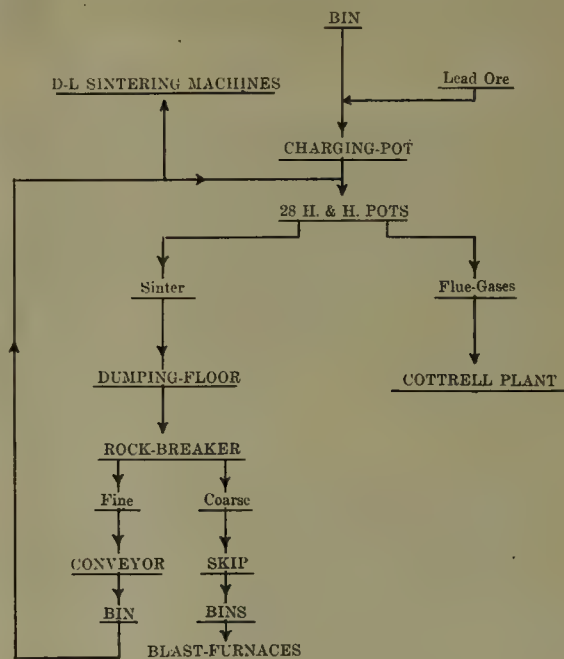 BIN
D-L SINTERING MACHINES
Lead Ore
CHARGING-POT
28 H. & H. POTS
Sinter
Flue-Gases
DUMPING-FLOOR
COTTRELL PLANT
ROCK-BREAKER
Fine
Coarse
CONVEYOR
SKIP
BIN
BINS
BLAST-FURNACES